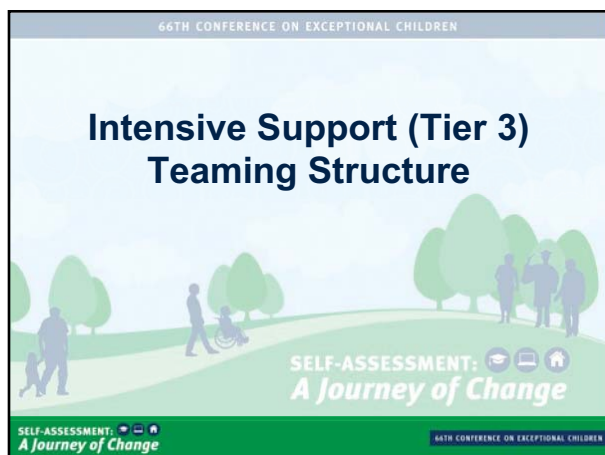 66TH CONFERENCE ON EXCEPTIONAL CHILDREN
Intensive Support (Tier 3)
Teaming Structure
SELF-ASSESSMENT:
A Journey of Change
SELF-ASSESSMENT:
A Journey of Change
66TH CONFERENCE ON EXCEPTIONAL CHILDREN